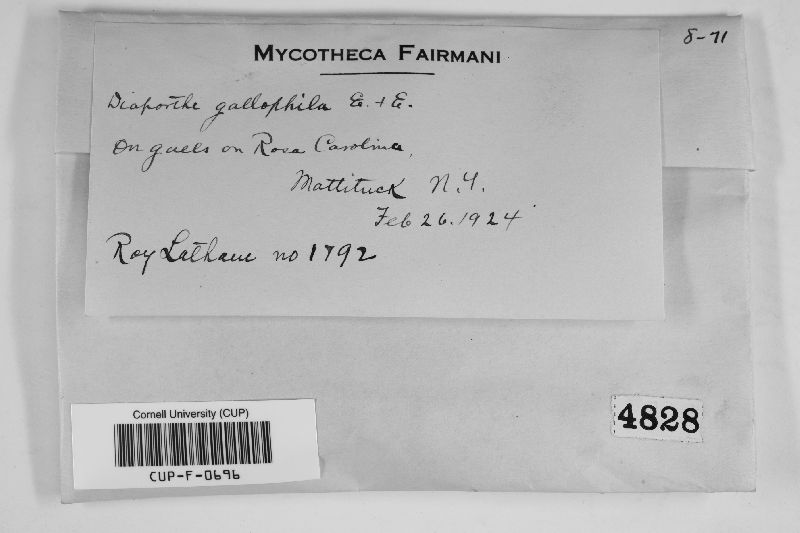 8-71
MYCOTHECA FAIRMANI
Diaporthe gallophila E. + E.
On galls on Rosa Carolina,
Mattituck N.Y.
Feb 26. 1924
Roy Latham no 1792
Cornell University (CUP)
CUP-F-0696
4828